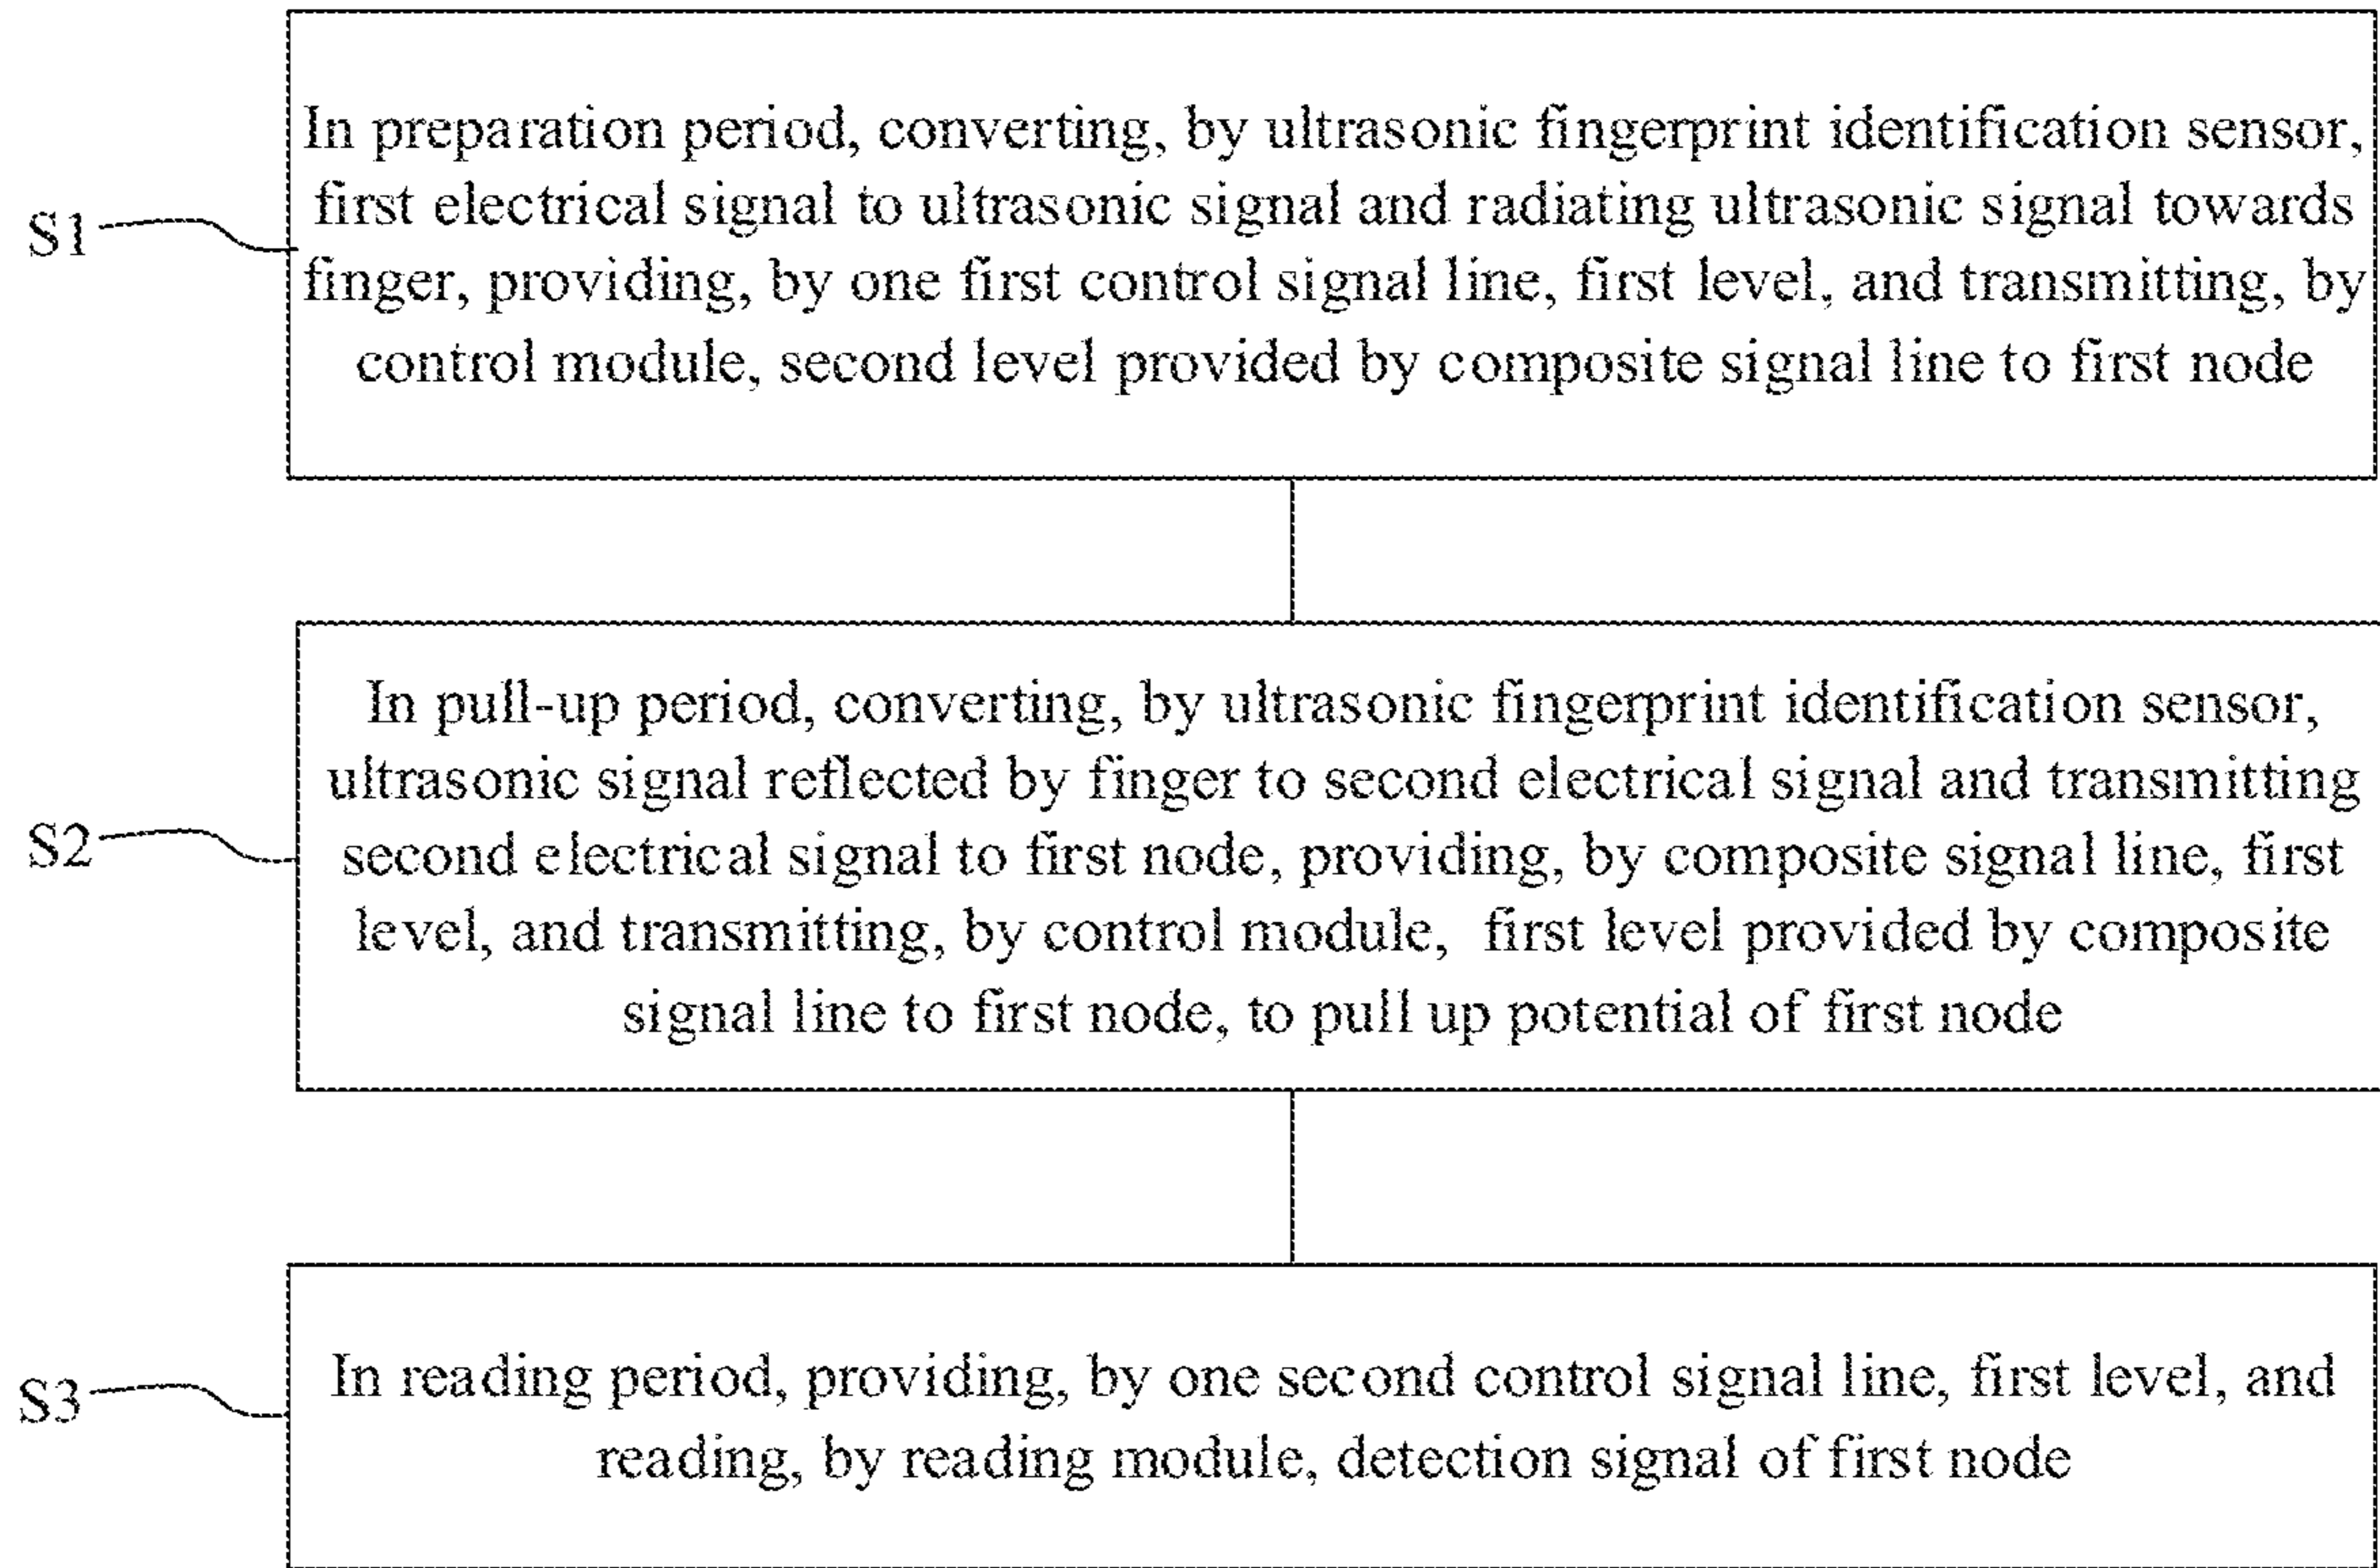 In preparation period, converting, by ultrasonic fingerprint identification sensor,
first electrical signal to ultrasonic signal and radiating ultrasonic signal towards
S1
finger, providing, by one first control signal line, first level, and transmitting, by
control module, second level provided by composite signal line to first node
In pull-up period, converting, by ultrasonic fingerprint identification sensor,
ultrasonic signal reflected by finger to second electrical signal and transmitting
S2
second electrical signal to first node, providing, by composite signal line, first
level, and transmitting, by control module, first level provided by composite
signal line to first node, to pull up potential of first node
In reading period, providing, by one second control signal line, first level, and
S3
reading, by reading module, detection signal of first node